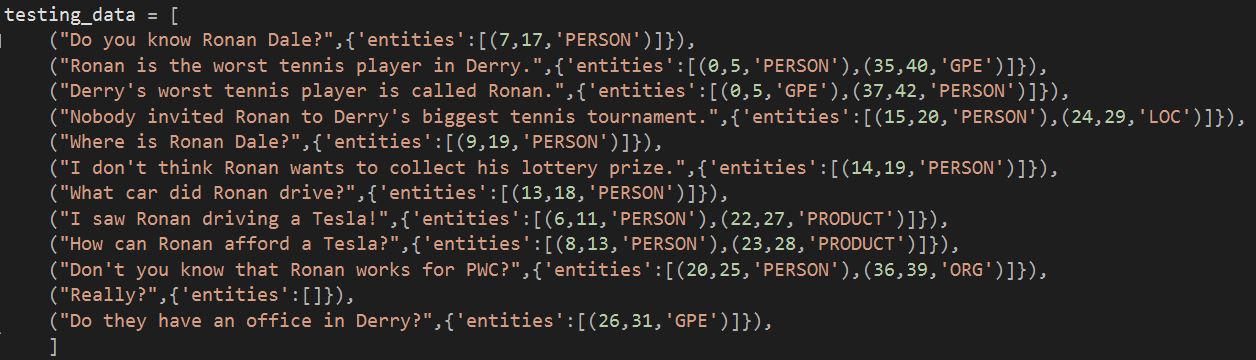 testing_data = [
    ("Do you know Ronan Dale?",{'entities':[(7,17,'PERSON')]}),
    ("Ronan is the worst tennis player in Derry.",{'entities':[(0,5,'PERSON'),(35,40,'GPE')]}),
    ("Derry's worst tennis player is called Ronan.",{'entities':[(0,5,'GPE'),(37,42,'PERSON')]}),
    ("Nobody invited Ronan to Derry's biggest tennis tournament.",{'entities':[(15,20,'PERSON'),(24,29,'LOC')]}),
    ("Where is Ronan Dale?",{'entities':[(9,19,'PERSON')]}),
    ("I don't think Ronan wants to collect his lottery prize.",{'entities':[(14,19,'PERSON')]}),
    ("What car did Ronan drive?",{'entities':[(13,18,'PERSON')]}),
    ("I saw Ronan driving a Tesla!",{'entities':[(6,11,'PERSON'),(22,27,'PRODUCT')]}),
    ("How can Ronan afford a Tesla?",{'entities':[(8,13,'PERSON'),(23,28,'PRODUCT')]}),
    ("Don't you know that Ronan works for PWC?",{'entities':[(20,25,'PERSON'),(36,39,'ORG')]}),
    ("Really?",{'entities':[]}),
    ("Do they have an office in Derry?",{'entities':[(26,31,'GPE')]}),
    ]